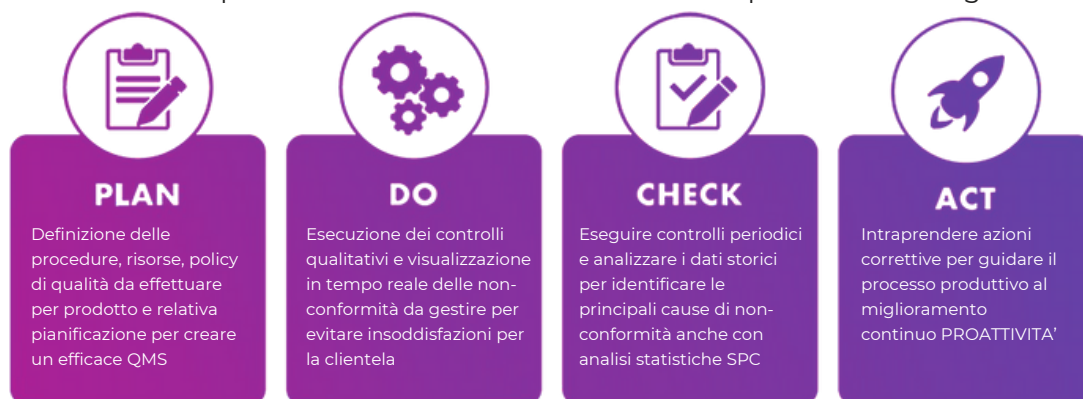 PLAN
Definizione delle
procedure, risorse, policy
di qualità da effettuare
per prodotto e relativa
pianificazione per creare
un efficace QMS
DO
Esecuzione dei controlli
qualitativi e visualizzazione
in tempo reale delle non-
conformità da gestire per
evitare insoddisfazioni per
la clientela
CHECK
Eseguire controlli periodici
e analizzare i dati storici
per identificare le
principali cause di non-
conformità anche con
analisi statistiche SPC
ACT
Intraprendere azioni
correttive per guidare il
processo produttivo al
miglioramento
continuo PROATTIVITA'